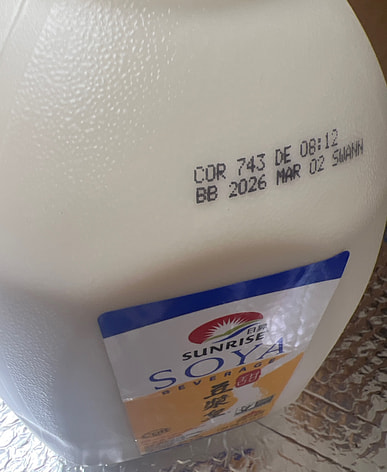 COR 743 DE 08:12
BB 2026 MAR 02 SWANN
日昇
SUNRISE
SOYA
BEVERAGE
豆漿